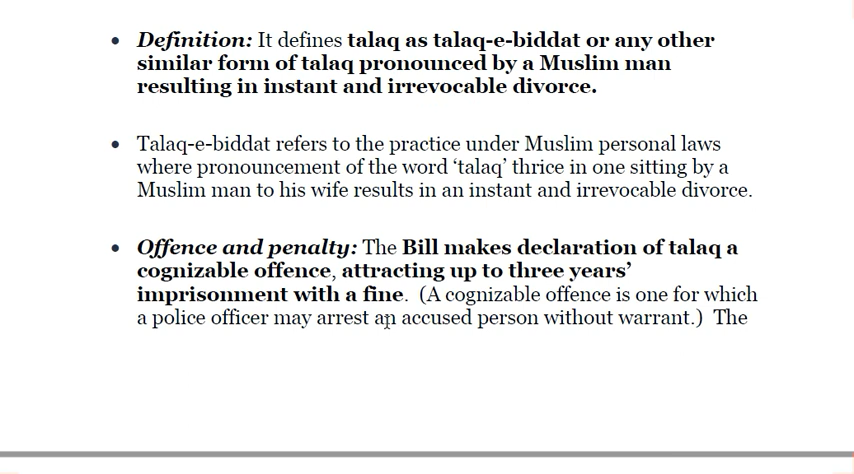 • Definition: It defines talaq as talaq-e-biddat or any other
similar form of talaq pronounced by a Muslim man
resulting in instant and irrevocable divorce.
• Talaq-e-biddat refers to the practice under Muslim personal laws
where pronouncement of the word ‘talaq’ thrice in one sitting by a
Muslim man to his wife results in an instant and irrevocable divorce.
• Offence and penalty: The Bill makes declaration of talaq a
cognizable offence, attracting up to three years’
imprisonment with a fine. (A cognizable offence is one for which
a police officer may arrest an accused person without warrant.) The